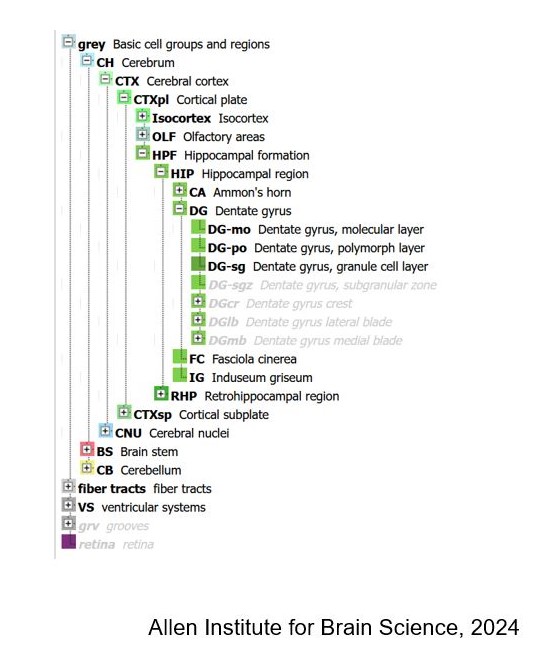 grey Basic cell groups and regions
CH Cerebrum
CTX Cerebral cortex
CTXpl Cortical plate
Isocortex Isocortex
OLF Olfactory areas
HPF Hippocampal formation
HIP Hippocampal region
CA Ammon's horn
DG Dentate gyrus
DG-mo Dentate gyrus, molecular layer
DG-po Dentate gyrus, polymorph layer
DG-sg Dentate gyrus, granule cell layer
DG-sgz Dentate gyrus, subgranular zone
DGcr Dentate gyrus crest
DGlb Dentate gyrus lateral blade
DGmb Dentate gyrus medial blade
FC Fasciola cinerea
IG Induseum griseum
RHP Retrohippocampal region
CTXsp Cortical subplate
CNU Cerebral nuclei
BS Brain stem
CB Cerebellum
fiber tracts fiber tracts
VS ventricular systems
grv grooves
retina retina
Allen Institute for Brain Science, 2024